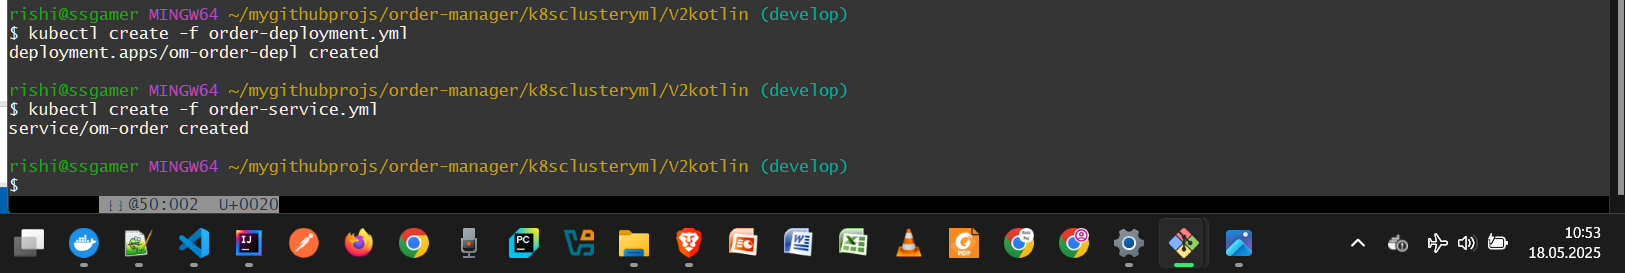 rishi@ssgamer MINGW64 ~/mygithubprojs/order-manager/k8sclusteryml/V2kotlin (develop)
$ kubectl create -f order-deployment.yml
deployment.apps/om-order-depl created
rishi@ssgamer MINGW64 ~/mygithubprojs/order-manager/k8sclusteryml/V2kotlin (develop)
$ kubectl create -f order-service.yml
service/om-order created
rishi@ssgamer MINGW64 ~/mygithubprojs/order-manager/k8sclusteryml/V2kotlin (develop)
$
@50:002 U+0020
10:53
18.05.2025